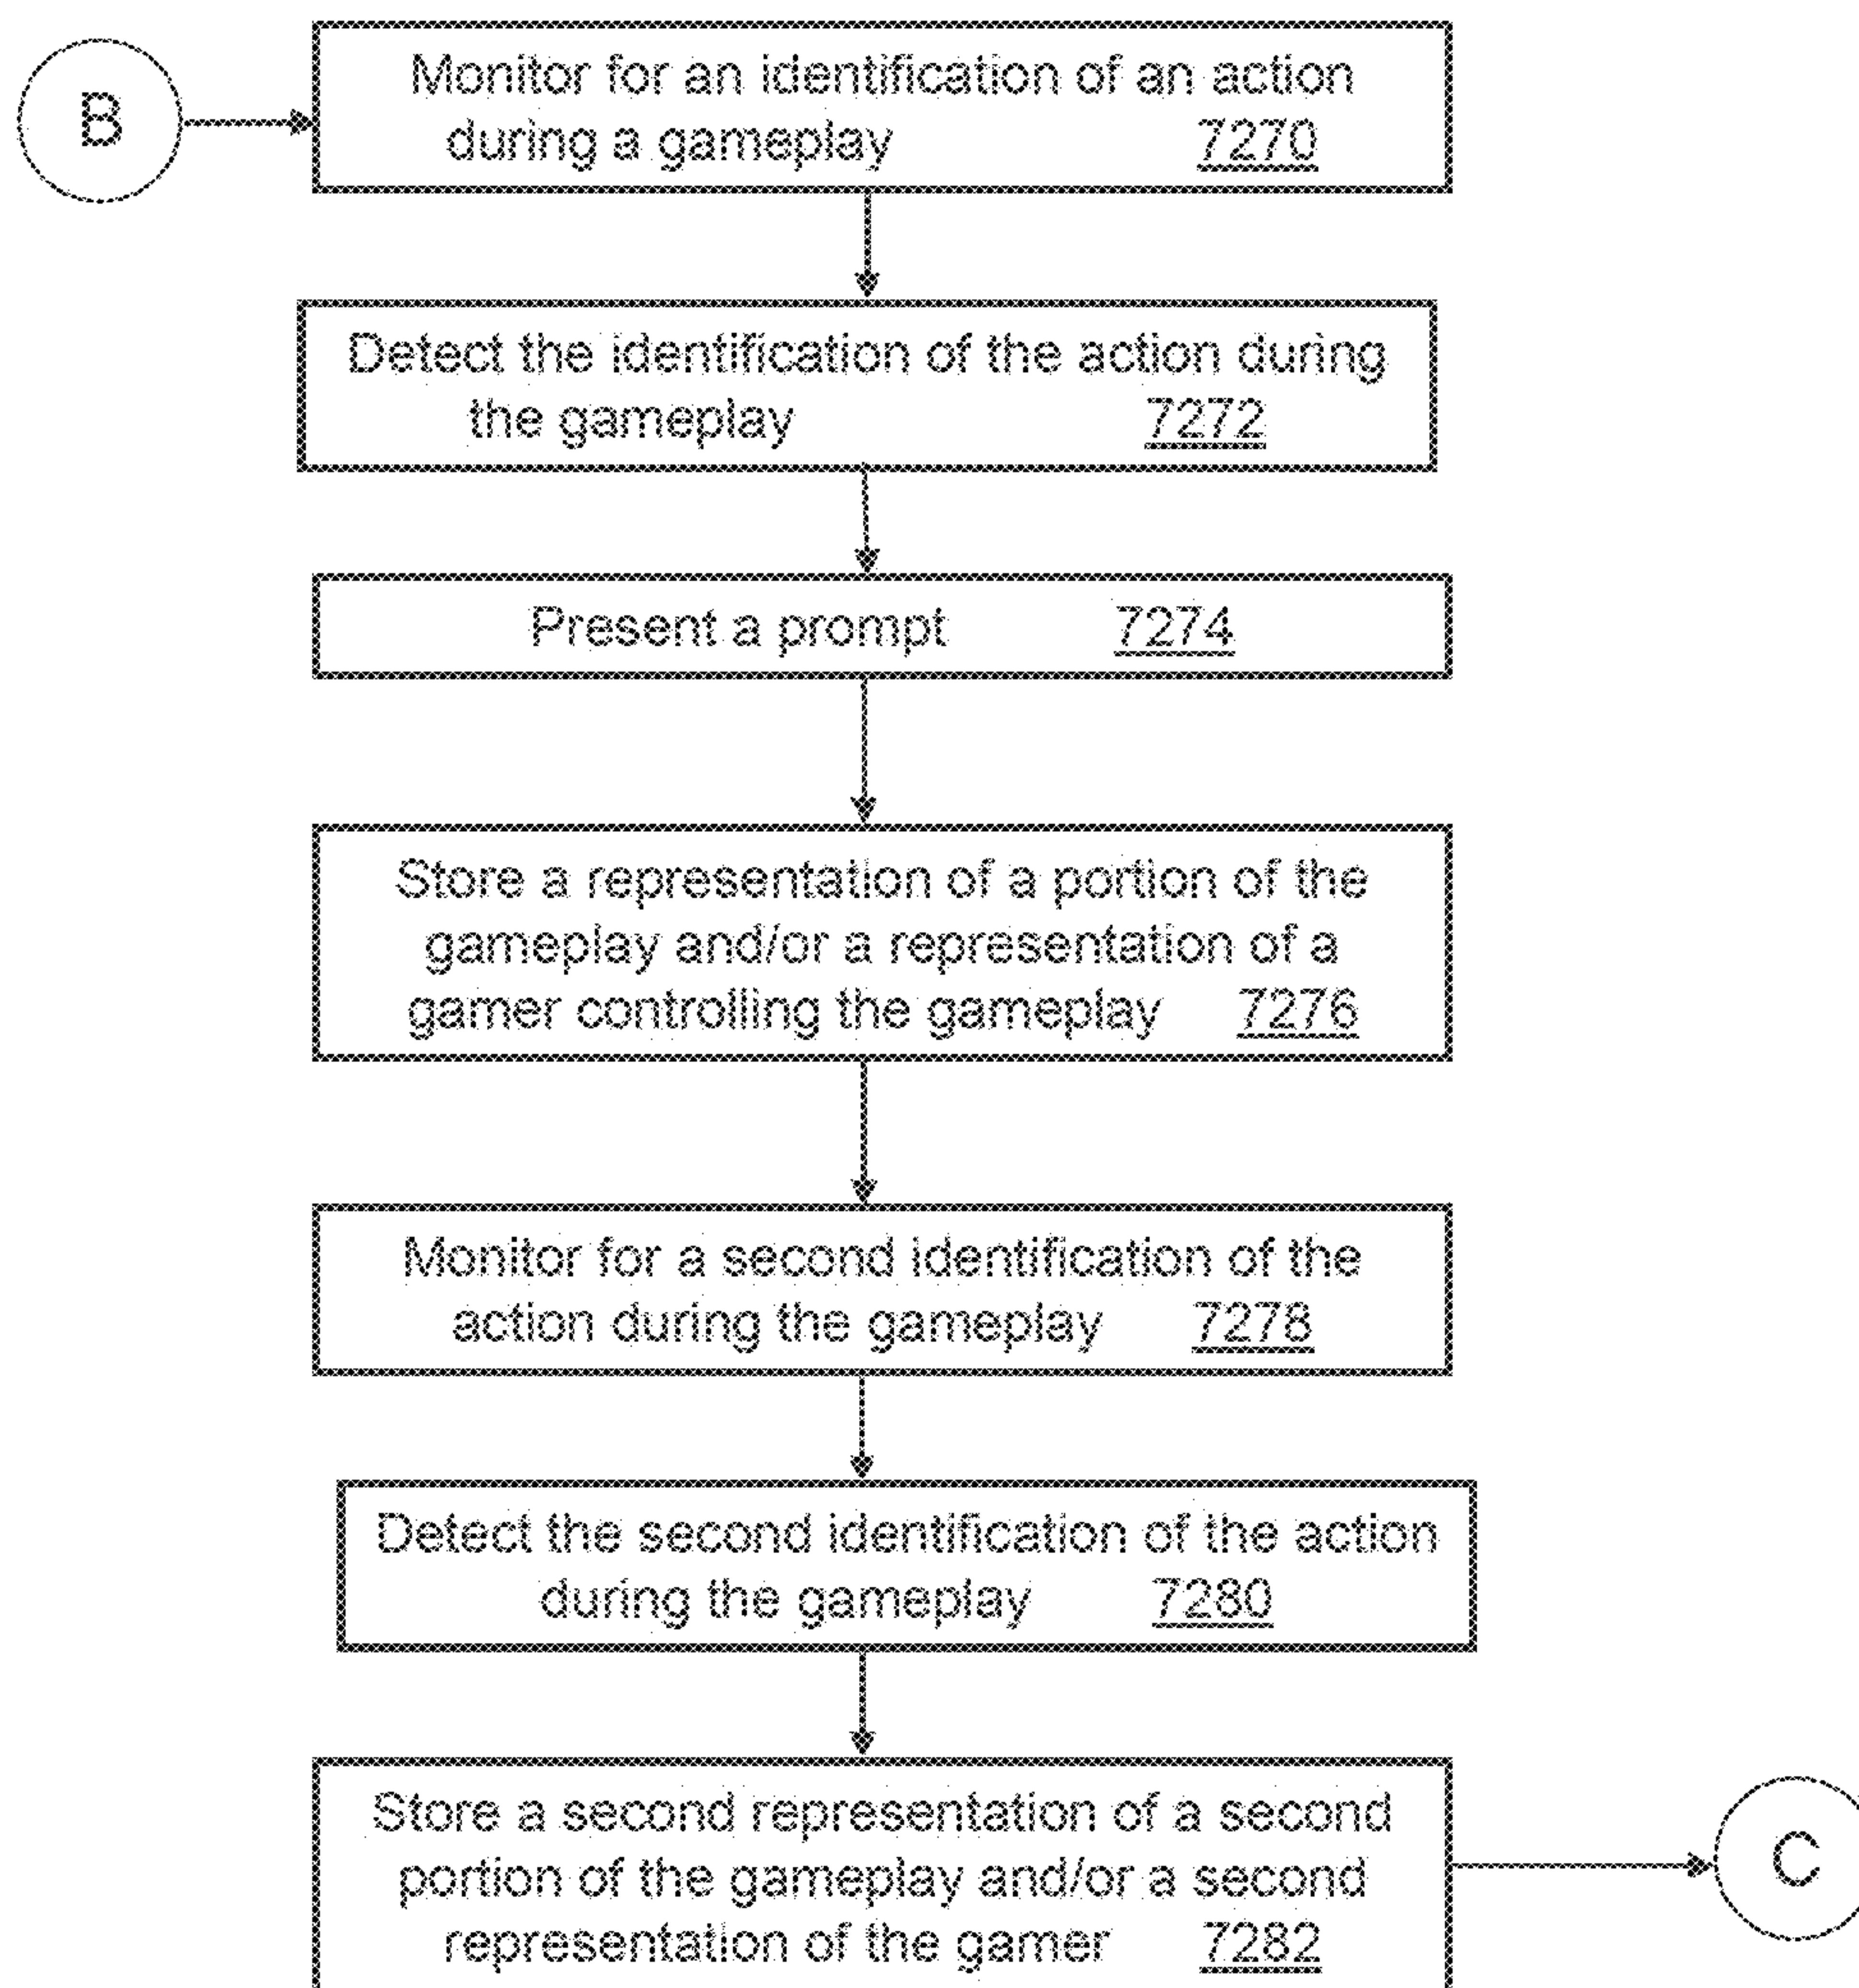 B
Monitor for an identification of an action
during a gameplay 7270
Detect the identification of the action during
the gameplay 7272
Present a prompt 7274
Store a representation of a portion of the
gameplay and/or a representation of a
gamer controlling the gameplay 7276
Monitor for a second identification of the
action during the gameplay 7278
Detect the second identification of the action
during the gameplay 7280
Store a second representation of a second
portion of the gameplay and/or a second
representation of the gamer 7282
C